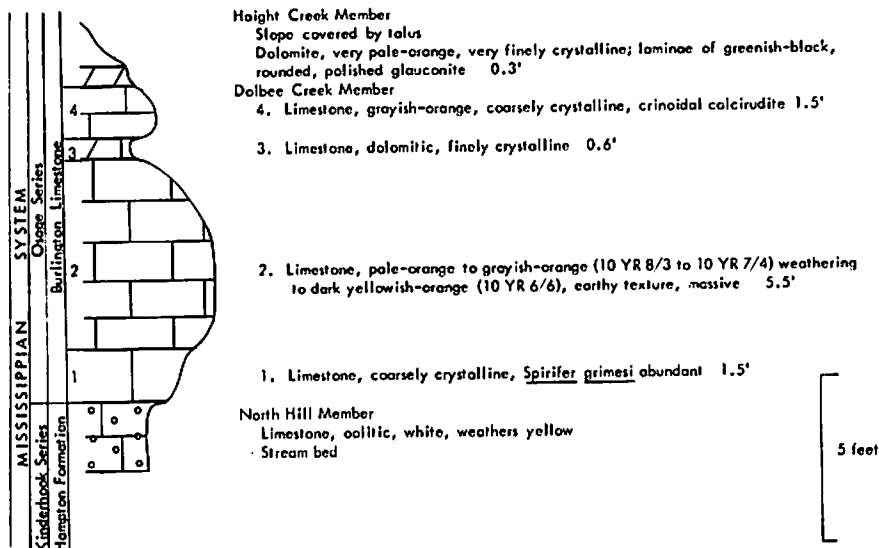 Haight Creek Member
Slope covered by talus
Dolomite, very pale-orange, very finely crystalline; laminae of greenish-black,
rounded, polished glauconite 0.3'
Dolbee Creek Member
4. Limestone, grayish-orange, coarsely crystalline, crinoidal calcirudite 1.5'
3. Limestone, dolomitic, finely crystalline 0.6'
2. Limestone, pale-orange to grayish-orange (10 YR 8/3 to 10 YR 7/4) weathering
to dark yellowish-orange (10 YR 6/6), earthy texture, massive 5.5'
1. Limestone, coarsely crystalline, Spirifer grimesi abundant 1.5'
North Hill Member
Limestone, oolitic, white, weathers yellow
Stream bed
5 feet
MISSISSIPPIAN SYSTEM
Kinderhook Series
Osage Series
Hampton Formation
Burlington Limestone
4
3
2
1